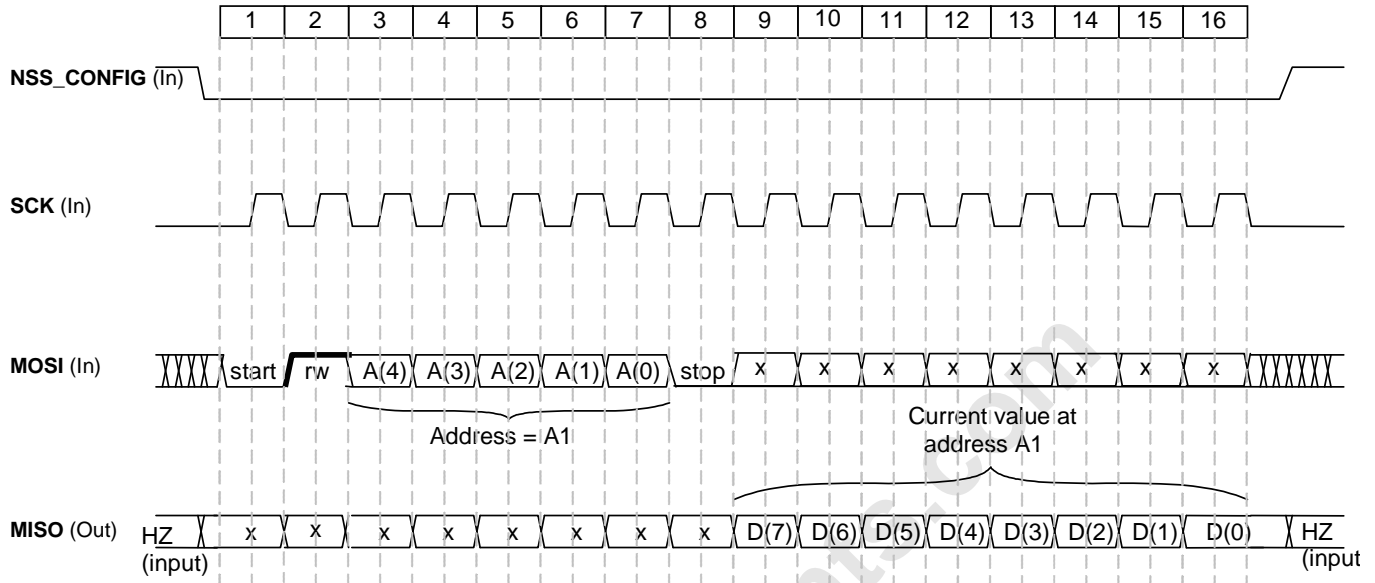 1 2 3 4 5 6 7 8 9 10 11 12 13 14 15 16
NSS_CONFIG (In)
SCK (In)
MOSI (In) start rw A(4) A(3) A(2) A(1) A(0) stop x x x x x x x x
Address = A1
Current value at
address A1
MISO (Out) HZ x x x x x x x x D(7) D(6) D(5) D(4) D(3) D(2) D(1) D(0) HZ
(input) (input